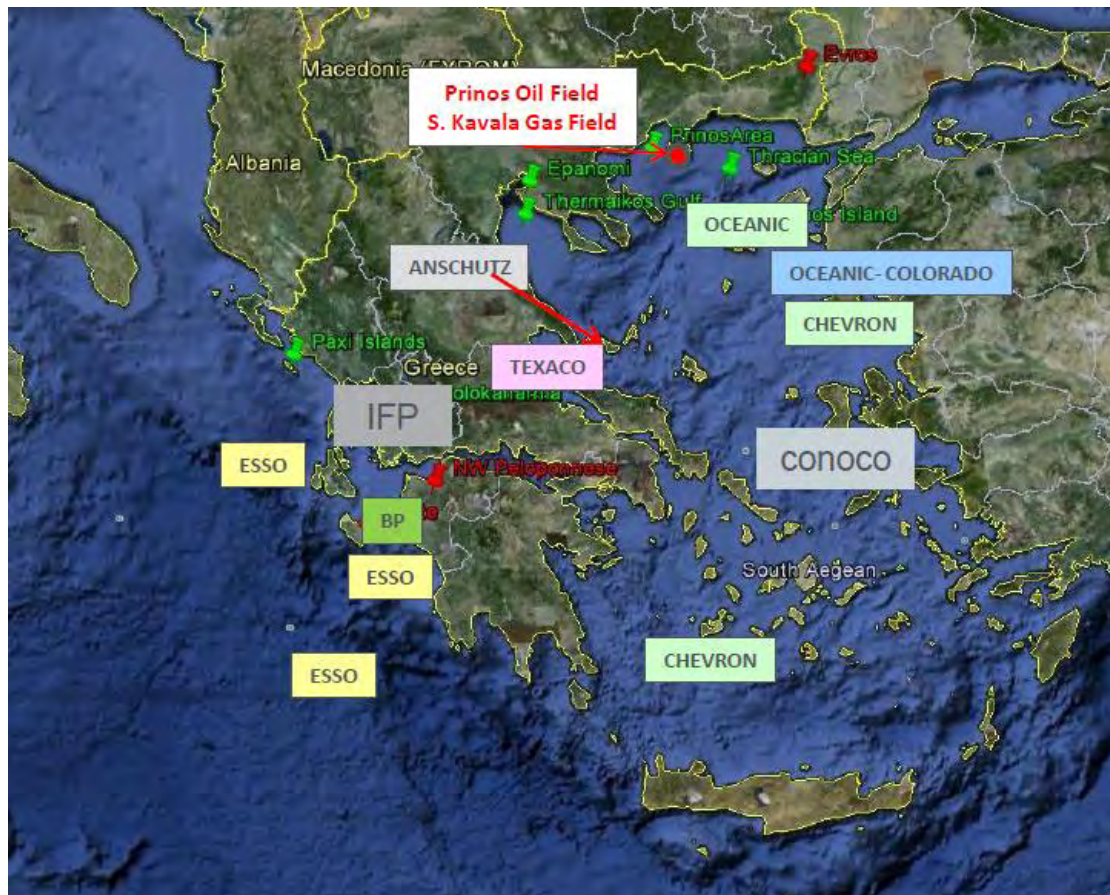 Macedonia (FYROM)
Evros
Prinos Oil Field
S. Kavala Gas Field
PrinosArea
Thracian Sea
Albania
Epanomi
Thermaikos Gulf
OCEANIC
Island
ANSCHUTZ
OCEANIC- COLORADO
CHEVRON
Paxi Islands
Greece
TEXACO
IFP
conoco
ESSO
NW Peloponnese
BP
ESSO
South Aegean
ESSO
CHEVRON